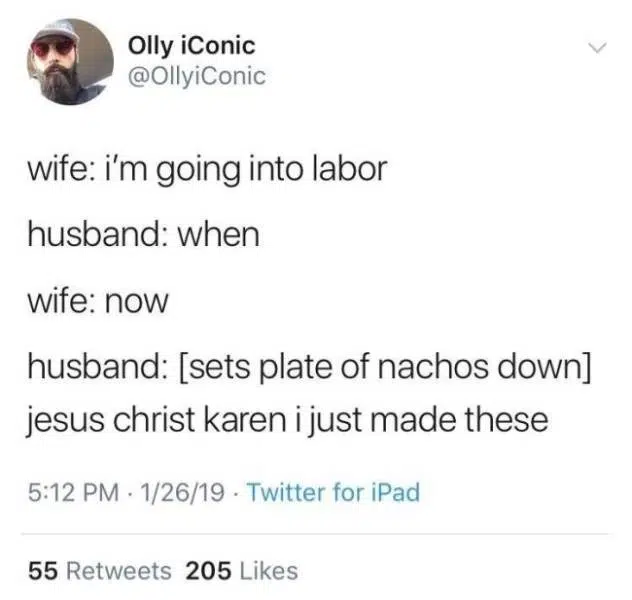 Olly iConic
@OllyiConic
wife: i'm going into labor
husband: when
wife: now
husband: [sets plate of nachos down]
jesus christ karen i just made these
5:12 PM · 1/26/19 · Twitter for iPad
55 Retweets 205 Likes